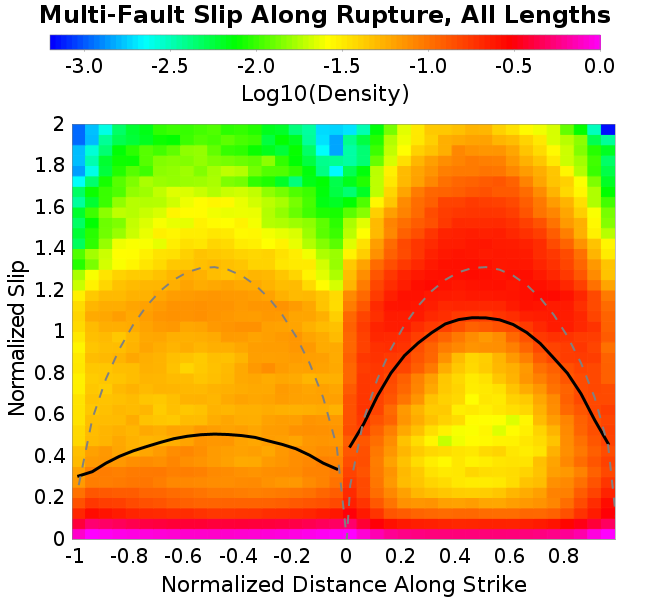 Multi-Fault Slip Along Rupture, All Lengths
-3.0 -2.5 -2.0 -1.5 -1.0 -0.5 0.0
Log10(Density)
2
1.8
1.6
1.4
1.2
1
0.8
0.6
0.4
0.2
0
Normalized Slip
-1 -0.8 -0.6 -0.4 -0.2 0 0.2 0.4 0.6 0.8
Normalized Distance Along Strike